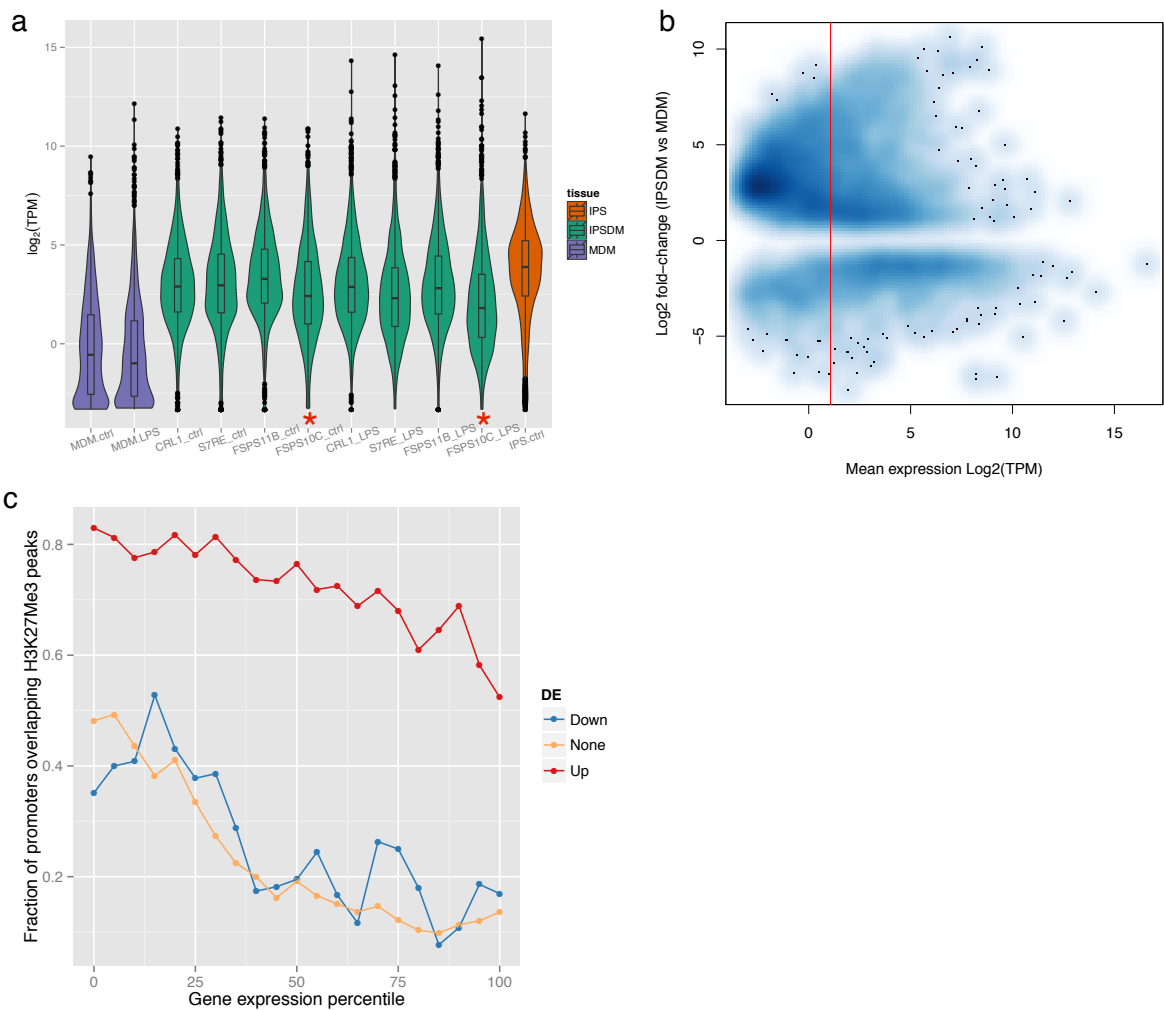 a
15
10
5
0
log2(TPM)
MDM.ctrl
MDM.LPS
CRL1_ctrl
S7RE_ctrl
FSPS11B_ctrl
FSPS10C_ctrl
CRL1_LPS
S7RE_LPS
FSPS11B_LPS
FSPS10C_LPS
IPS.ctrl
*
*
tissue
IPS
IPSDM
MDM
b
10
5
0
−5
Log2 fold−change (IPSDM vs MDM)
0
5
10
15
Mean expression Log2(TPM)
c
0.8
0.6
0.4
0.2
Fraction of promoters overlapping H3K27Me3 peaks
0
25
50
75
100
Gene expression percentile
DE
Down
None
Up